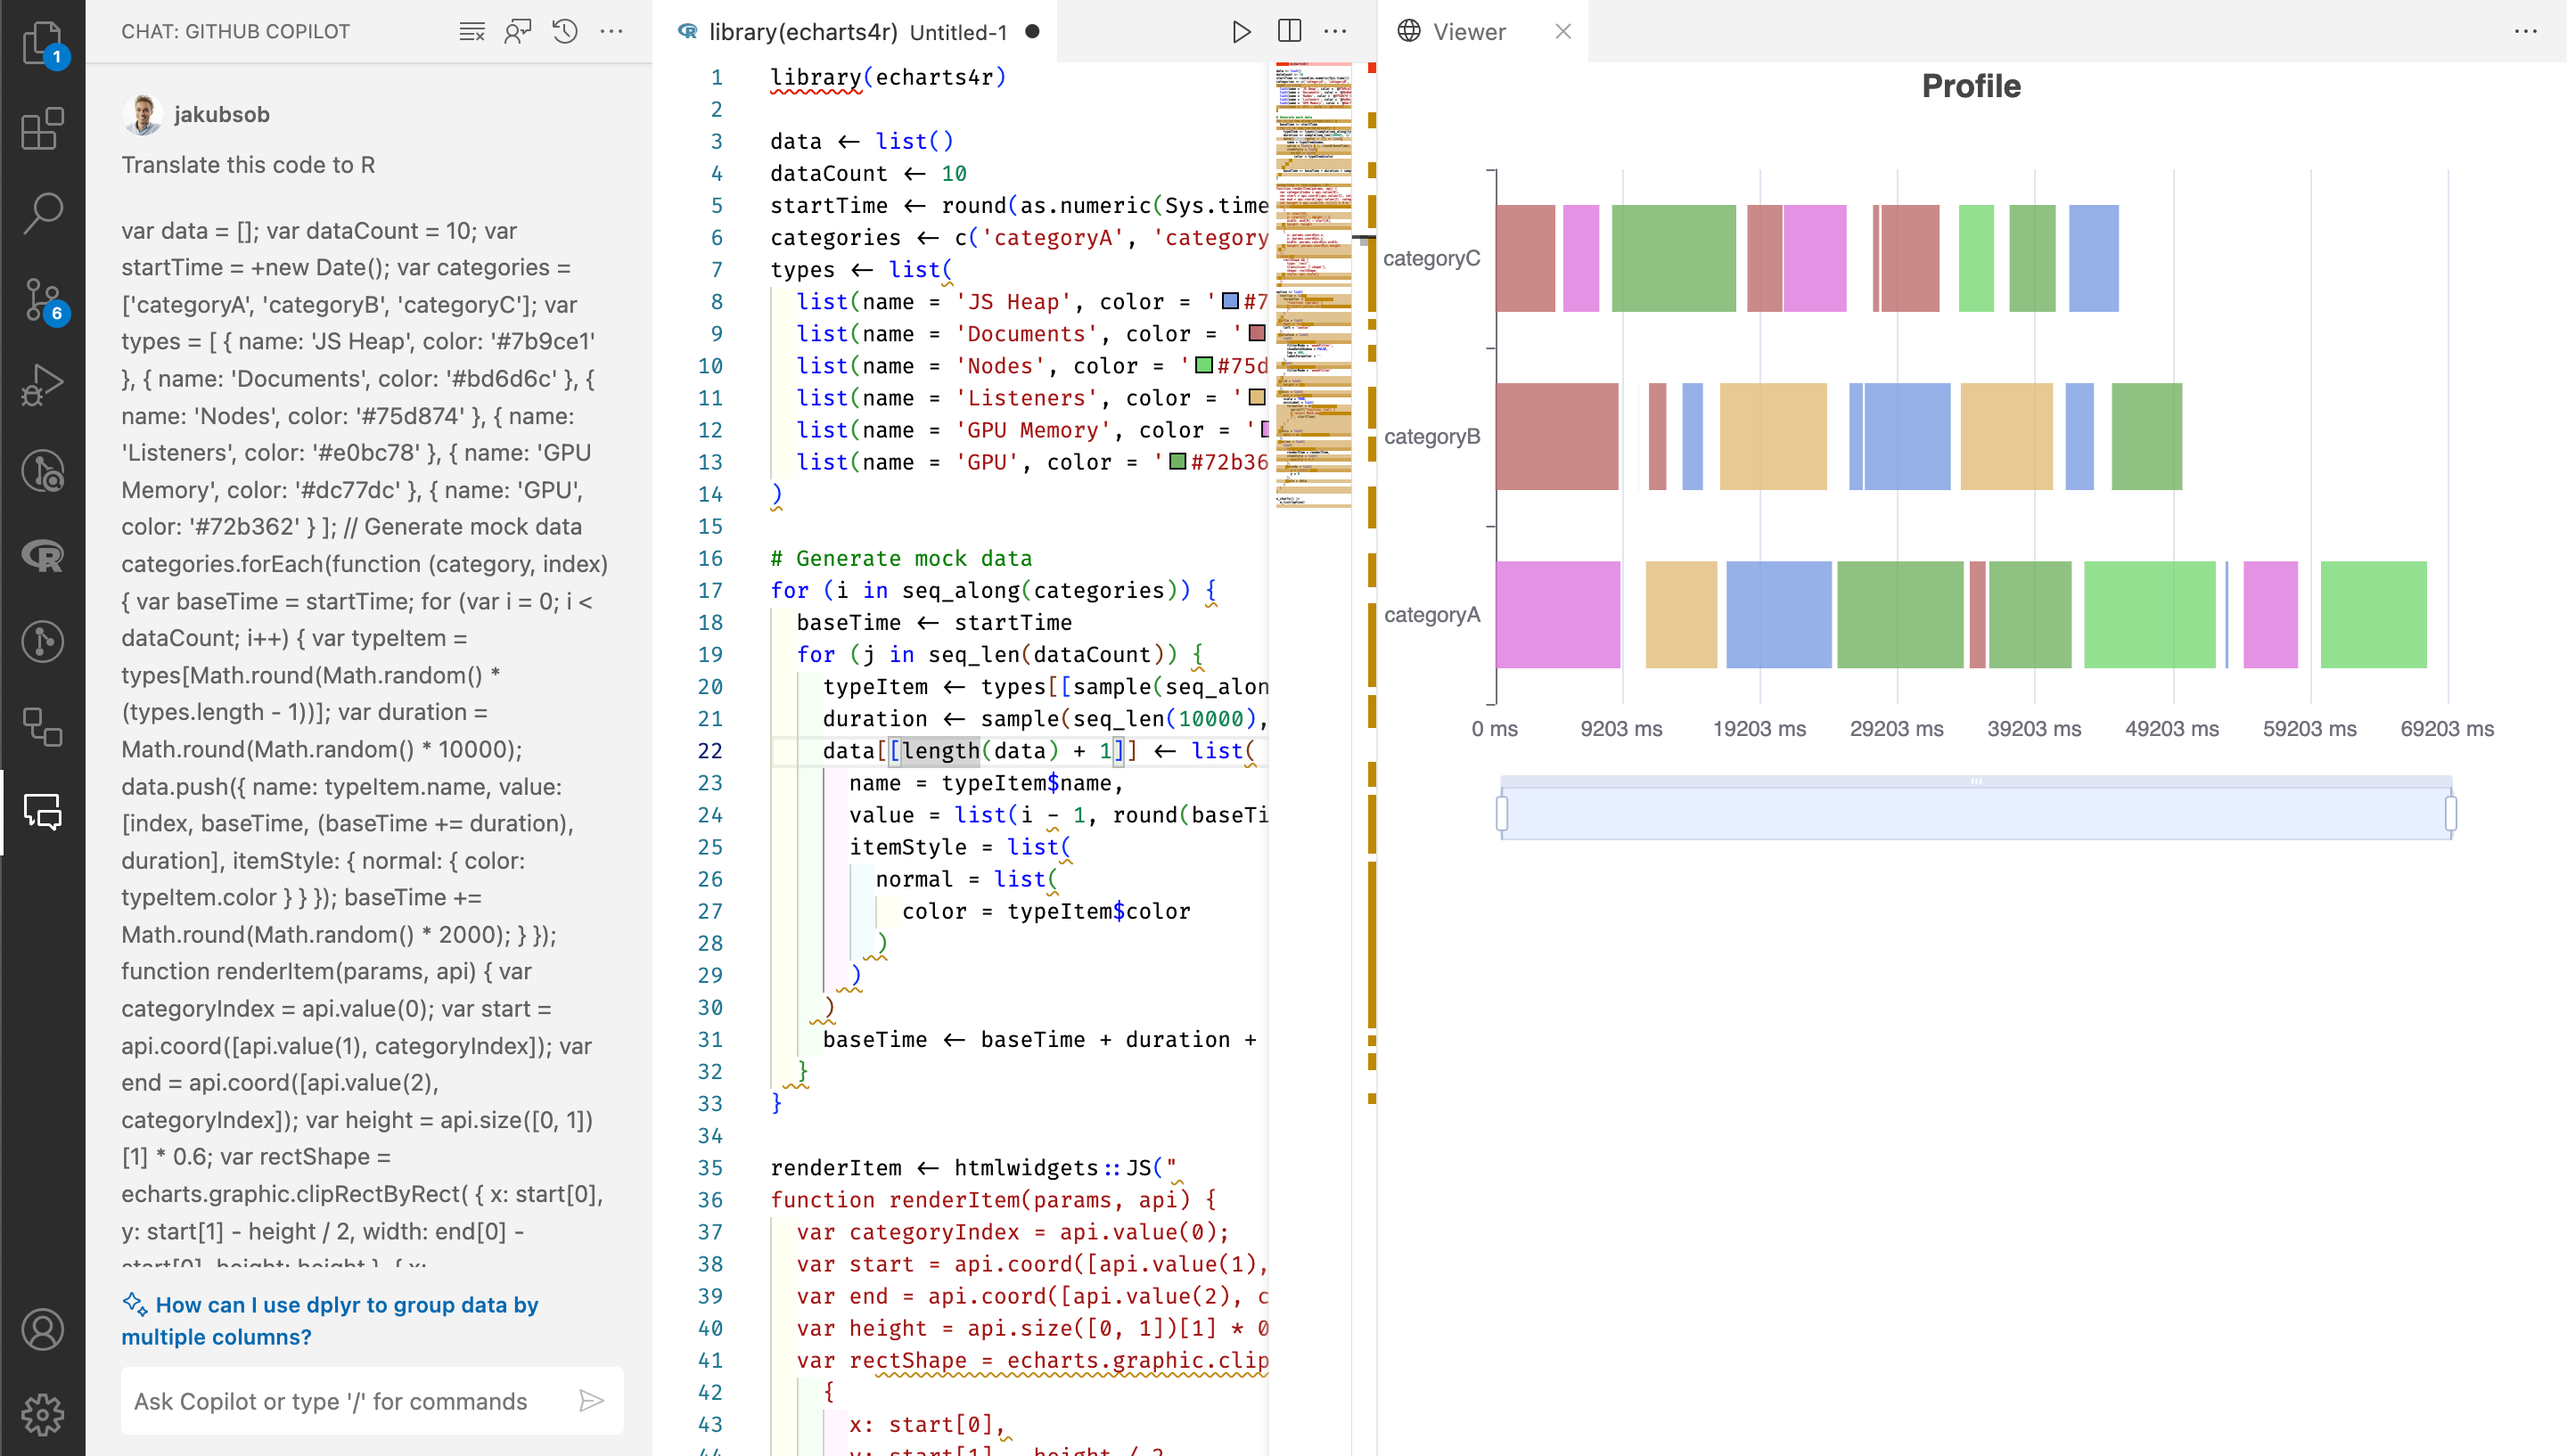 1
6
CHAT: GITHUB COPILOT
jakubsob
Translate this code to R
var data = []; var dataCount = 10; var
startTime = +new Date(); var categories =
['categoryA', 'categoryB', 'categoryC']; var
types = [ { name: 'JS Heap', color: '#7b9ce1'
}, { name: 'Documents', color: '#bd6d6c' }, {
name: 'Nodes', color: '#75d874' }, { name:
'Listeners', color: '#e0bc78' }, { name: 'GPU
Memory', color: '#dc77dc' }, { name: 'GPU',
color: '#72b362' } ]; // Generate mock data
categories.forEach(function (category, index)
{ var baseTime = startTime; for (var i = 0; i <
dataCount; i++) { var typeItem =
types[Math.round(Math.random() *
(types.length - 1))]; var duration =
Math.round(Math.random() * 10000);
data.push({ name: typeItem.name, value:
[index, baseTime, (baseTime += duration),
duration], itemStyle: { normal: { color:
typeItem.color } } }); baseTime +=
Math.round(Math.random() * 2000); } });
function renderItem(params, api) { var
categoryIndex = api.value(0); var start =
api.coord([api.value(1), categoryIndex]); var
end = api.coord([api.value(2),
categoryIndex]); var height = api.size([0, 1])
[1] * 0.6; var rectShape =
echarts.graphic.clipRectByRect( { x: start[0],
y: start[1] - height / 2, width: end[0] -
start[0], height: height }, { x:
How can I use dplyr to group data by
multiple columns?
Ask Copilot or type '/' for commands
library(echarts4r) Untitled-1
1 library(echarts4r)
2
3 data <- list()
4 dataCount <- 10
5 startTime <- round(as.numeric(Sys.time
6 categories <- c('categoryA', 'category
7 types <- list(
8 list(name = 'JS Heap', color = '#7
9 list(name = 'Documents', color = '
10 list(name = 'Nodes', color = '#75d
11 list(name = 'Listeners', color = '
12 list(name = 'GPU Memory', color = '
13 list(name = 'GPU', color = '#72b36
14 )
15
16 # Generate mock data
17 for (i in seq_along(categories)) {
18 baseTime <- startTime
19 for (j in seq_len(dataCount)) {
20 typeItem <- types[[sample(seq_alon
21 duration <- sample(seq_len(10000),
22 data[[length(data) + 1]] <- list(
23 name = typeItem$name,
24 value = list(i - 1, round(baseTi
25 itemStyle = list(
26 normal = list(
27 color = typeItem$color
28 )
29 )
30 )
31 baseTime <- baseTime + duration +
32 }
33 }
34
35 renderItem <- htmlwidgets::JS("
36 function renderItem(params, api) {
37 var categoryIndex = api.value(0);
38 var start = api.coord([api.value(1),
39 var end = api.coord([api.value(2), c
40 var height = api.size([0, 1])[1] * 0
41 var rectShape = echarts.graphic.clip
42 {
43 x: start[0],
44 y: start[1] - height / 2
Viewer
Profile
categoryC
categoryB
categoryA
0 ms 9203 ms 19203 ms 29203 ms 39203 ms 49203 ms 59203 ms 69203 ms